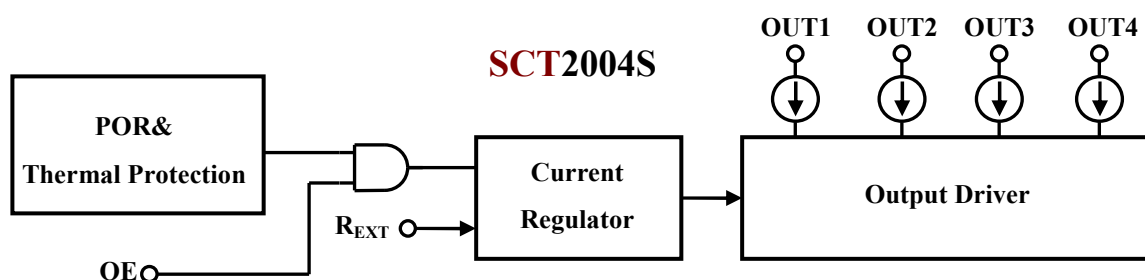 OUT1 OUT2 OUT3 OUT4
SCT2004S
POR&
Thermal Protection
Current
Regulator
Output Driver
REXT
OE